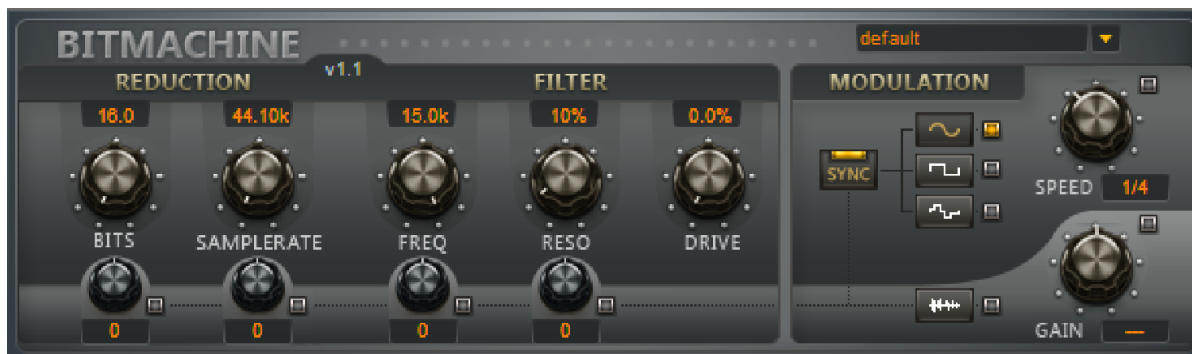 BITMACHINE
default
v1.1
REDUCTION
FILTER
MODULATION
16.0
44.10k
15.0k
10%
0.0%
SYNC
SPEED
1/4
BITS
SAMPLERATE
FREQ
RESO
DRIVE
0
0
0
0
GAIN
---